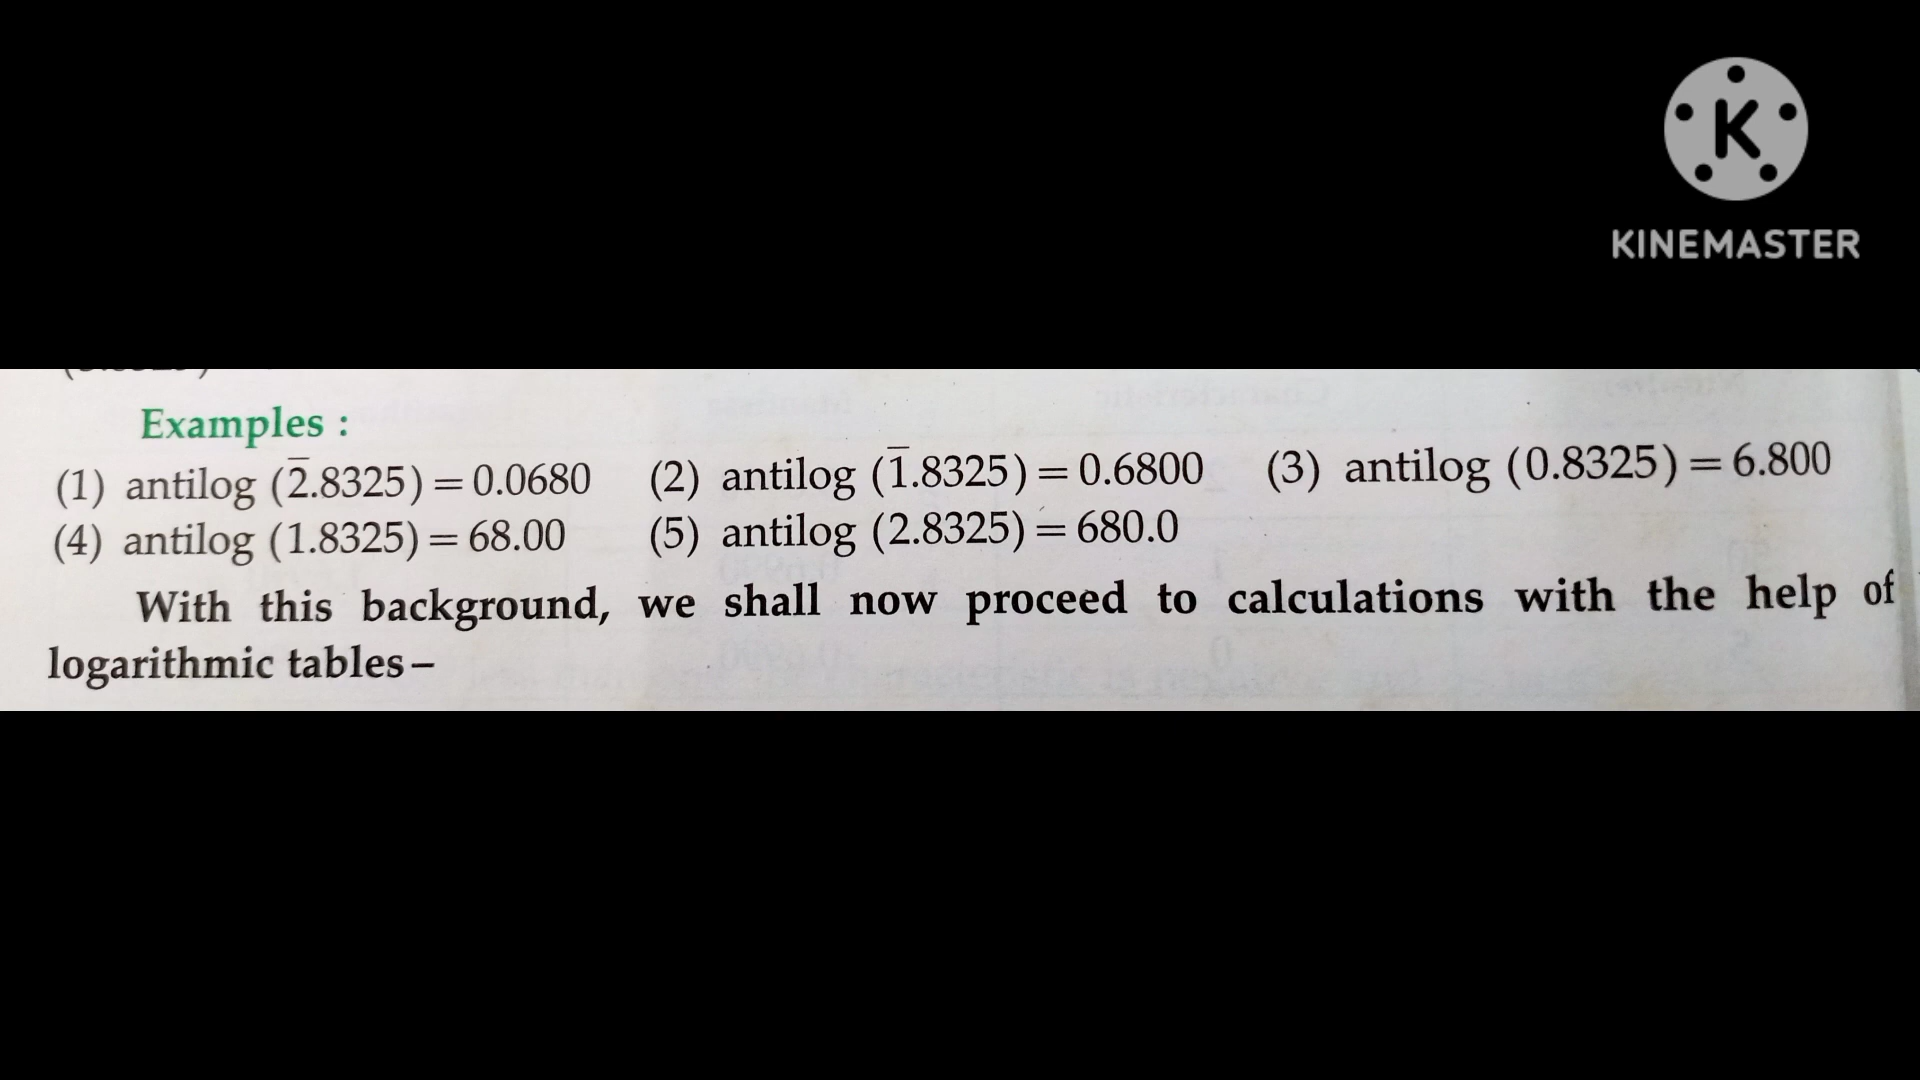 K
KINEMASTER
Examples :
(1) antilog (2̅.8325) = 0.0680 (2) antilog (1̅.8325) = 0.6800 (3) antilog (0.8325) = 6.800
(4) antilog (1.8325) = 68.00 (5) antilog (2.8325) = 680.0
With this background, we shall now proceed to calculations with the help of
logarithmic tables –